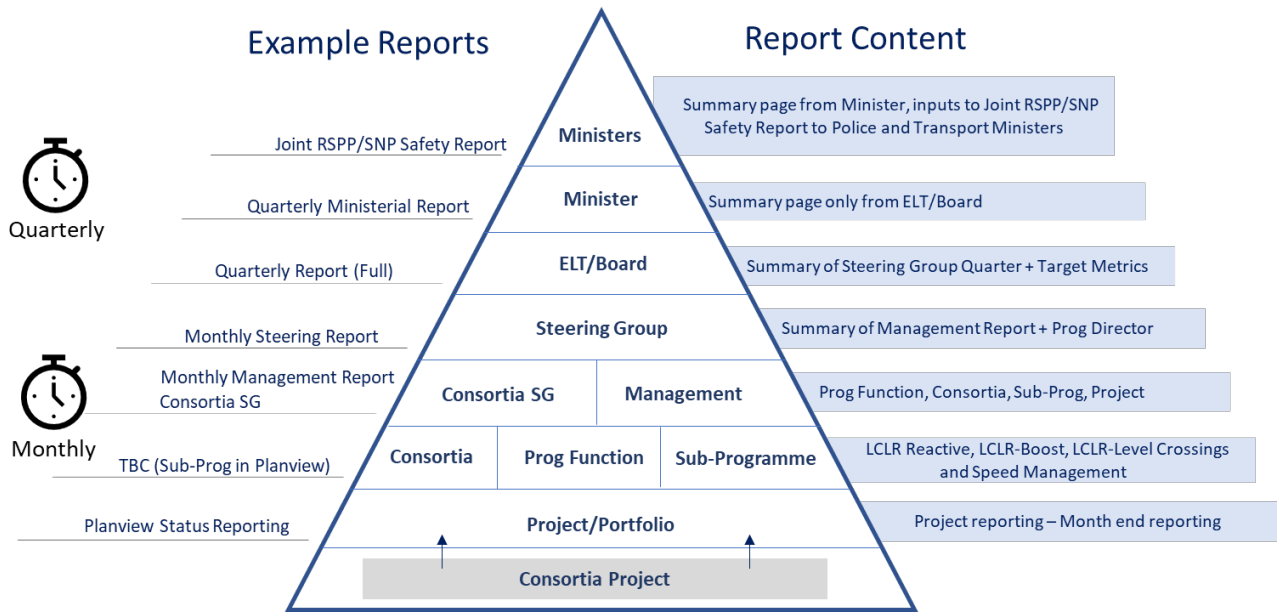 Example Reports
Report Content
Quarterly
Monthly
Joint RSPP/SNP Safety Report
Ministers
Summary page from Minister, inputs to Joint RSPP/SNP
Safety Report to Police and Transport Ministers
Quarterly Ministerial Report
Minister
Summary page only from ELT/Board
Quarterly Report (Full)
ELT/Board
Summary of Steering Group Quarter + Target Metrics
Monthly Steering Report
Steering Group
Summary of Management Report + Prog Director
Monthly Management Report
Consortia SG
Consortia SG
Management
Prog Function, Consortia, Sub-Prog, Project
TBC (Sub-Prog in Planview)
Consortia
Prog Function
Sub-Programme
LCLR Reactive, LCLR-Boost, LCLR-Level Crossings
and Speed Management
Planview Status Reporting
Project/Portfolio
Project reporting – Month end reporting
Consortia Project